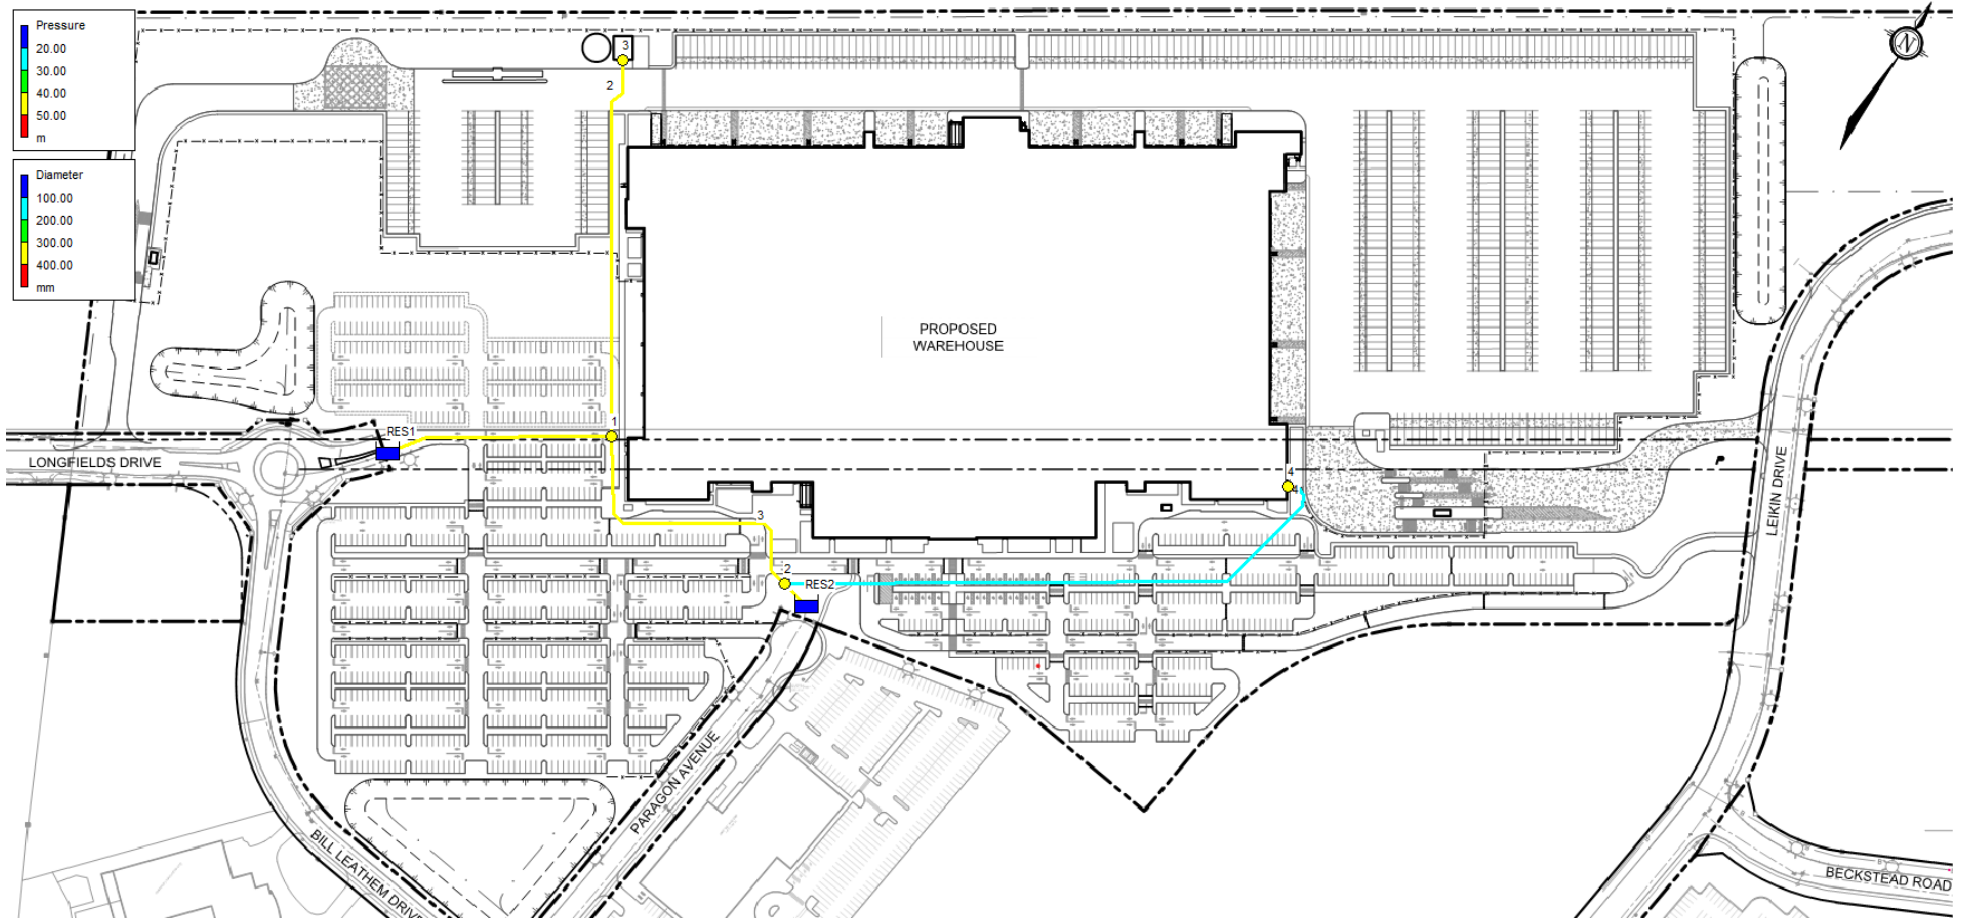 Pressure
20.00
30.00
40.00
50.00
m
Diameter
100.00
200.00
300.00
400.00
mm
N
3
2
PROPOSED
WAREHOUSE
RES1
1
LONGFIELDS DRIVE
4
4
P
LEIKIN DRIVE
3
2
RES2
PARAGON AVENUE
BILL LEATHEM DRIVE
BECKSTEAD ROAD